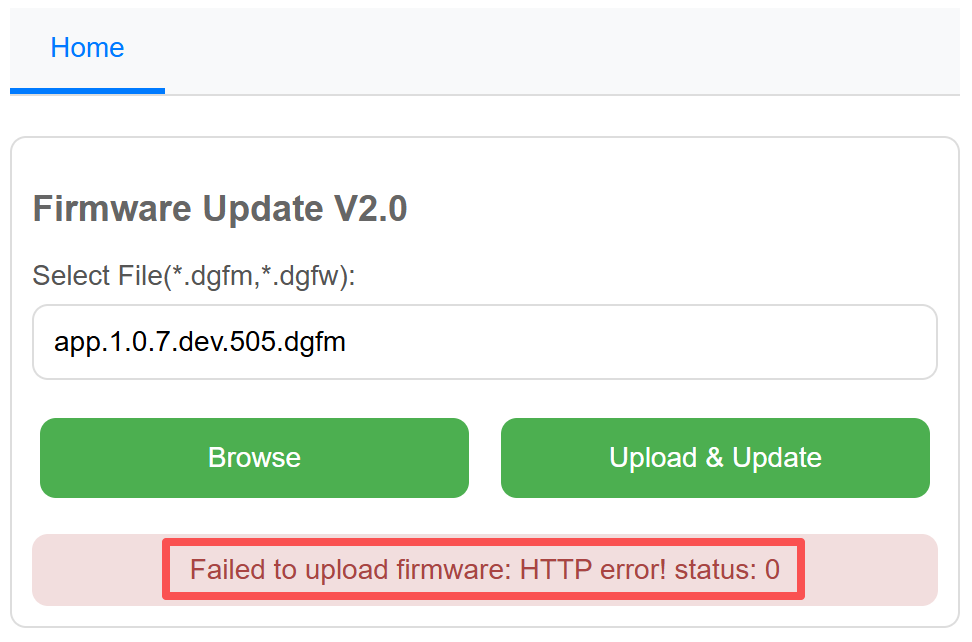 Home
Firmware Update V2.0
Select File(*.dgfm,*.dgfw):
app.1.0.7.dev.505.dgfm
Browse
Upload & Update
Failed to upload firmware: HTTP error! status: 0